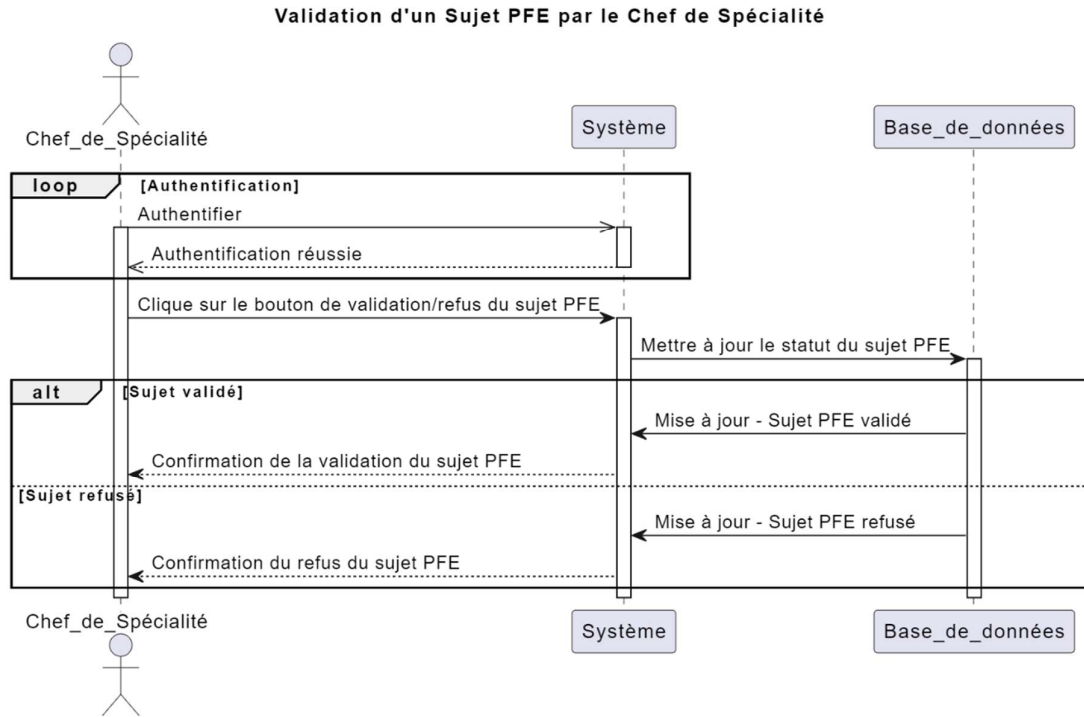 Validation d'un Sujet PFE par le Chef de Spécialité
Chef_de_Spécialité
Système
Base_de_données
loop
[Authentification]
Authentifier
Authentification réussie
Clique sur le bouton de validation/refus du sujet PFE
Mettre à jour le statut du sujet PFE
alt
[Sujet validé]
Mise à jour - Sujet PFE validé
Confirmation de la validation du sujet PFE
[Sujet refusé]
Mise à jour - Sujet PFE refusé
Confirmation du refus du sujet PFE
Chef_de_Spécialité
Système
Base_de_données